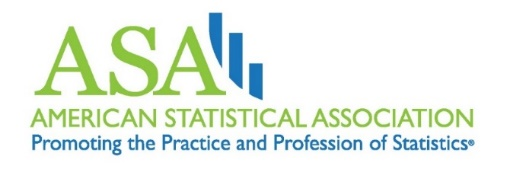 ASA
AMERICAN STATISTICAL ASSOCIATION
Promoting the Practice and Profession of Statistics®